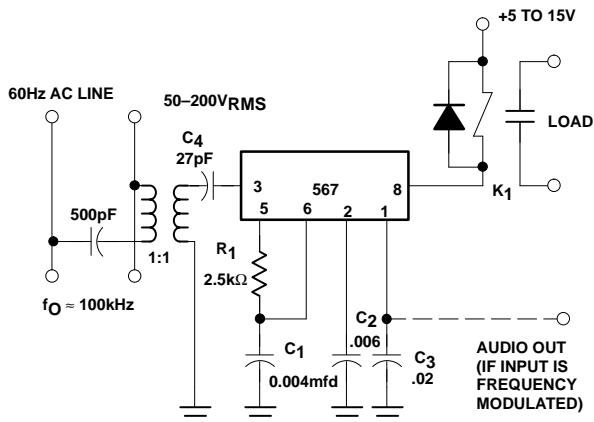 +5 TO 15V
60Hz AC LINE
50–200VRMS
C4
27pF
LOAD
3
567
8
K1
5
6
2
1
500pF
1:1
R1
2.5kΩ
fO ≈ 100kHz
C1
0.004mfd
C2
.006
C3
.02
AUDIO OUT
(IF INPUT IS
FREQUENCY
MODULATED)